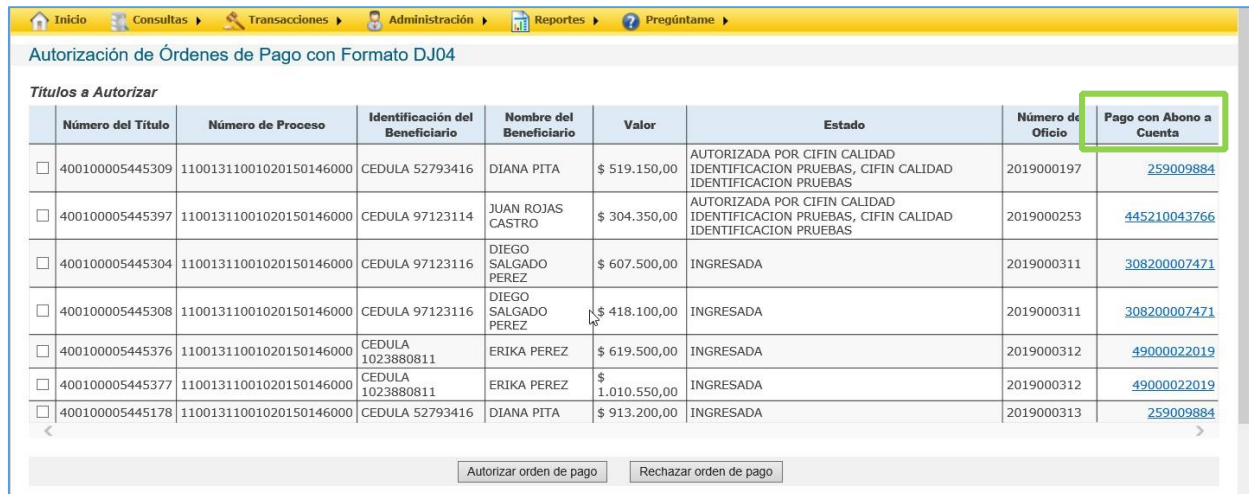 Inicio Consultas Transacciones Administración Reportes Pregúntame
Autorización de Órdenes de Pago con Formato DJ04
Títulos a Autorizar
Número del Título Número de Proceso Identificación del Beneficiario Nombre del Beneficiario Valor Estado Número de Oficio Pago con Abono a Cuenta
400100005445309 11001311001020150146000 CEDULA 52793416 DIANA PITA $ 519.150,00 AUTORIZADA POR CIFIN CALIDAD IDENTIFICACION PRUEBAS, CIFIN CALIDAD IDENTIFICACION PRUEBAS 2019000197 259009884
400100005445397 11001311001020150146000 CEDULA 97123114 JUAN ROJAS CASTRO $ 304.350,00 AUTORIZADA POR CIFIN CALIDAD IDENTIFICACION PRUEBAS, CIFIN CALIDAD IDENTIFICACION PRUEBAS 2019000253 445210043766
400100005445304 11001311001020150146000 CEDULA 97123116 DIEGO SALGADO PEREZ $ 607.500,00 INGRESADA 2019000311 308200007471
400100005445308 11001311001020150146000 CEDULA 97123116 DIEGO SALGADO PEREZ $ 418.100,00 INGRESADA 2019000311 308200007471
400100005445376 11001311001020150146000 CEDULA 1023880811 ERIKA PEREZ $ 619.500,00 INGRESADA 2019000312 49000022019
400100005445377 11001311001020150146000 CEDULA 1023880811 ERIKA PEREZ $ 1.010.550,00 INGRESADA 2019000312 49000022019
400100005445178 11001311001020150146000 CEDULA 52793416 DIANA PITA $ 913.200,00 INGRESADA 2019000313 259009884
Autorizar orden de pago Rechazar orden de pago